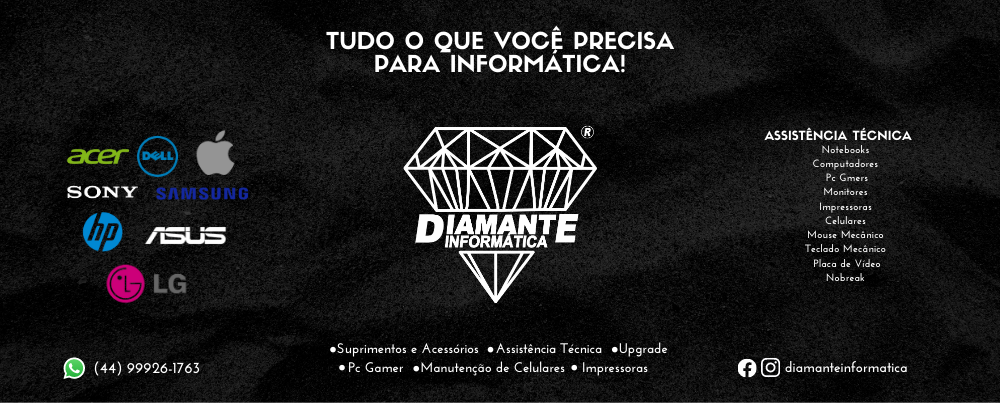 TUDO O QUE VOCÊ PRECISA
PARA INFORMÁTICA!
acer
DELL
SONY
SAMSUNG
hp
ASUS
LG
LG
®
DIAMANTE
INFORMÁTICA
ASSISTÊNCIA TÉCNICA
Notebooks
Computadores
Pc Gmers
Monitores
Impressoras
Celulares
Mouse Mecânico
Teclado Mecânico
Placa de Vídeo
Nobreak
(44) 99926-1763
•Suprimentos e Acessórios •Assistência Técnica •Upgrade
•Pc Gamer •Manutenção de Celulares • Impressoras
diamanteinformatica